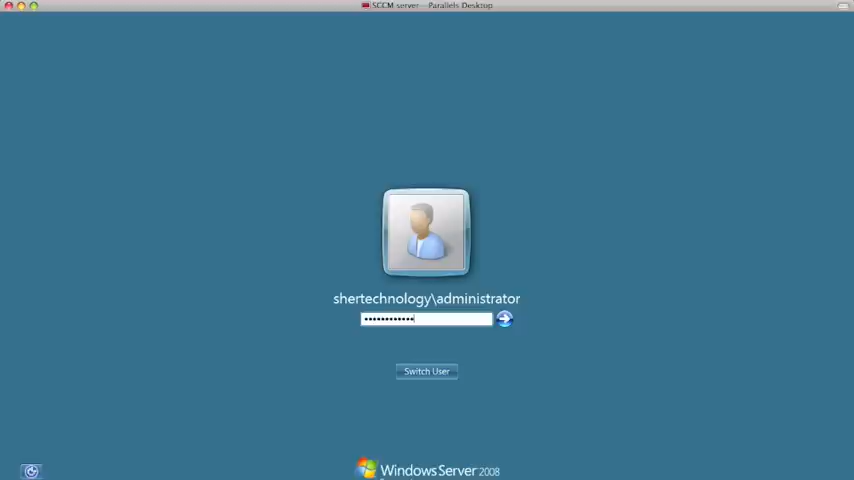 SCCM server - Parallels Desktop
shertechnology\administrator
••••••••••••
Switch User
Windows Server 2008